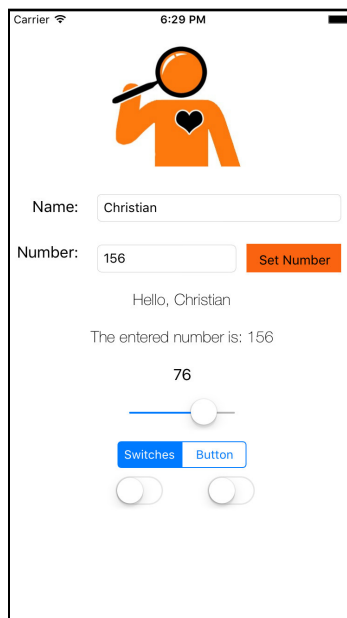 Carrier 6:29 PM
Name: Christian
Number: 156 Set Number
Hello, Christian
The entered number is: 156
76
Switches Button